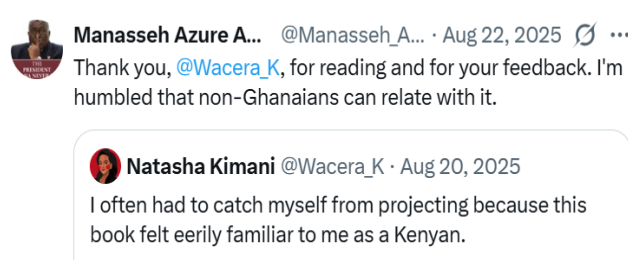 Manasseh Azure A... @Manasseh_A... · Aug 22, 2025
Thank you, @Wacera_K, for reading and for your feedback. I'm
humbled that non-Ghanaians can relate with it.
Natasha Kimani @Wacera_K · Aug 20, 2025
I often had to catch myself from projecting because this
book felt eerily familiar to me as a Kenyan.